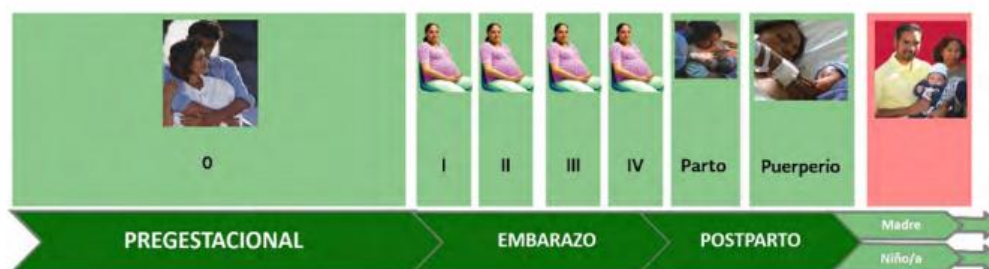 0
I
II
III
IV
Parto
Puerperio
PREGESTACIONAL
EMBARAZO
POSTPARTO
Madre
Niño/a